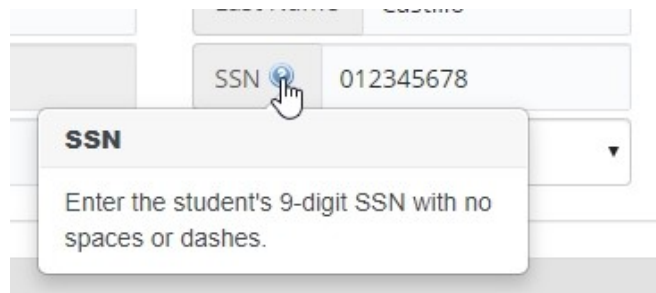 SSN 012345678
SSN
Enter the student's 9-digit SSN with no
spaces or dashes.